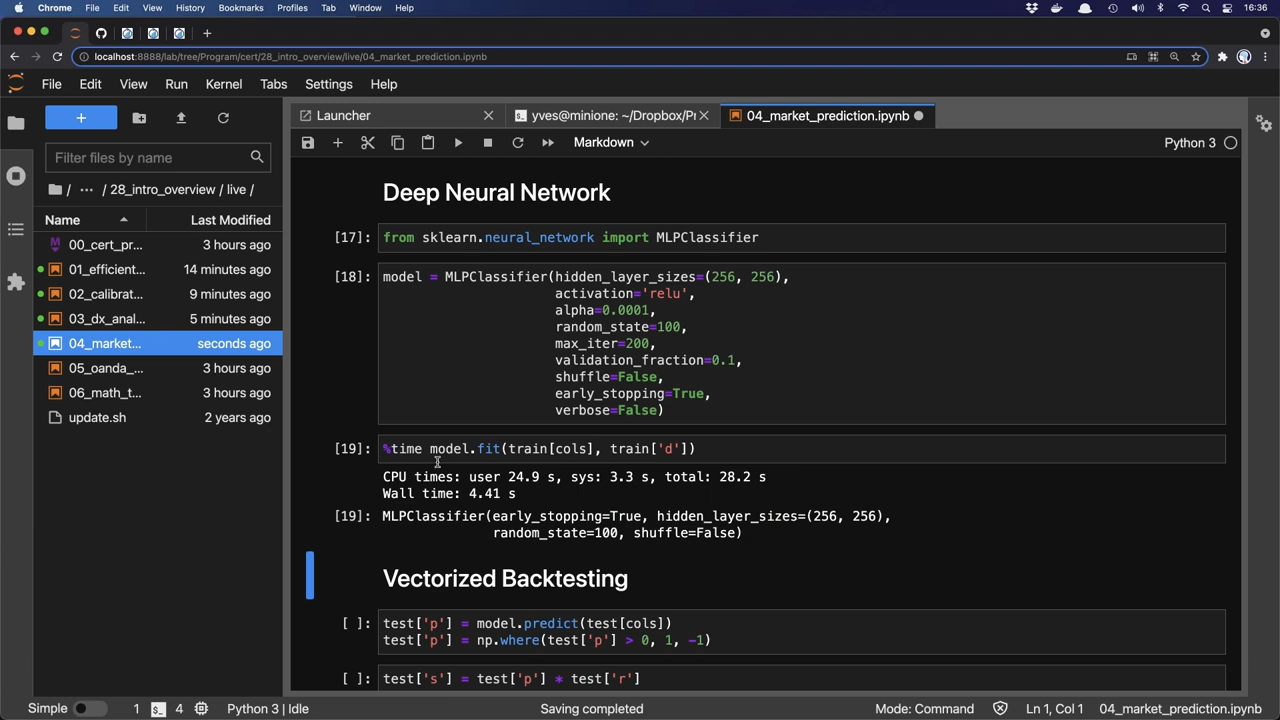 Chrome File Edit View History Bookmarks Profiles Tab Window Help 16:36
localhost:8888/lab/tree/Program/cert/28_intro_overview/live/04_market_prediction.ipynb
File Edit View Run Kernel Tabs Settings Help
+
Launcher
yves@minione: ~/Dropbox/Pr
04_market_prediction.ipynb
Filter files by name
Markdown
Python 3
/ ··· / 28_intro_overview / live /
Name Last Modified
00_cert_pr... 3 hours ago
01_efficient... 14 minutes ago
02_calibrat... 9 minutes ago
03_dx_anal... 5 minutes ago
04_market... seconds ago
05_oanda_... 3 hours ago
06_math_t... 3 hours ago
update.sh 2 years ago
Deep Neural Network
[17]: from sklearn.neural_network import MLPClassifier
[18]: model = MLPClassifier(hidden_layer_sizes=(256, 256),
activation='relu',
alpha=0.0001,
random_state=100,
max_iter=200,
validation_fraction=0.1,
shuffle=False,
early_stopping=True,
verbose=False)
[19]: %time model.fit(train[cols], train['d'])
CPU times: user 24.9 s, sys: 3.3 s, total: 28.2 s
Wall time: 4.41 s
[19]: MLPClassifier(early_stopping=True, hidden_layer_sizes=(256, 256),
random_state=100, shuffle=False)
Vectorized Backtesting
[ ]: test['p'] = model.predict(test[cols])
test['p'] = np.where(test['p'] > 0, 1, -1)
[ ]: test['s'] = test['p'] * test['r']
Simple 1 4 Python 3 | Idle Saving completed Mode: Command Ln 1, Col 1 04_market_prediction.ipynb